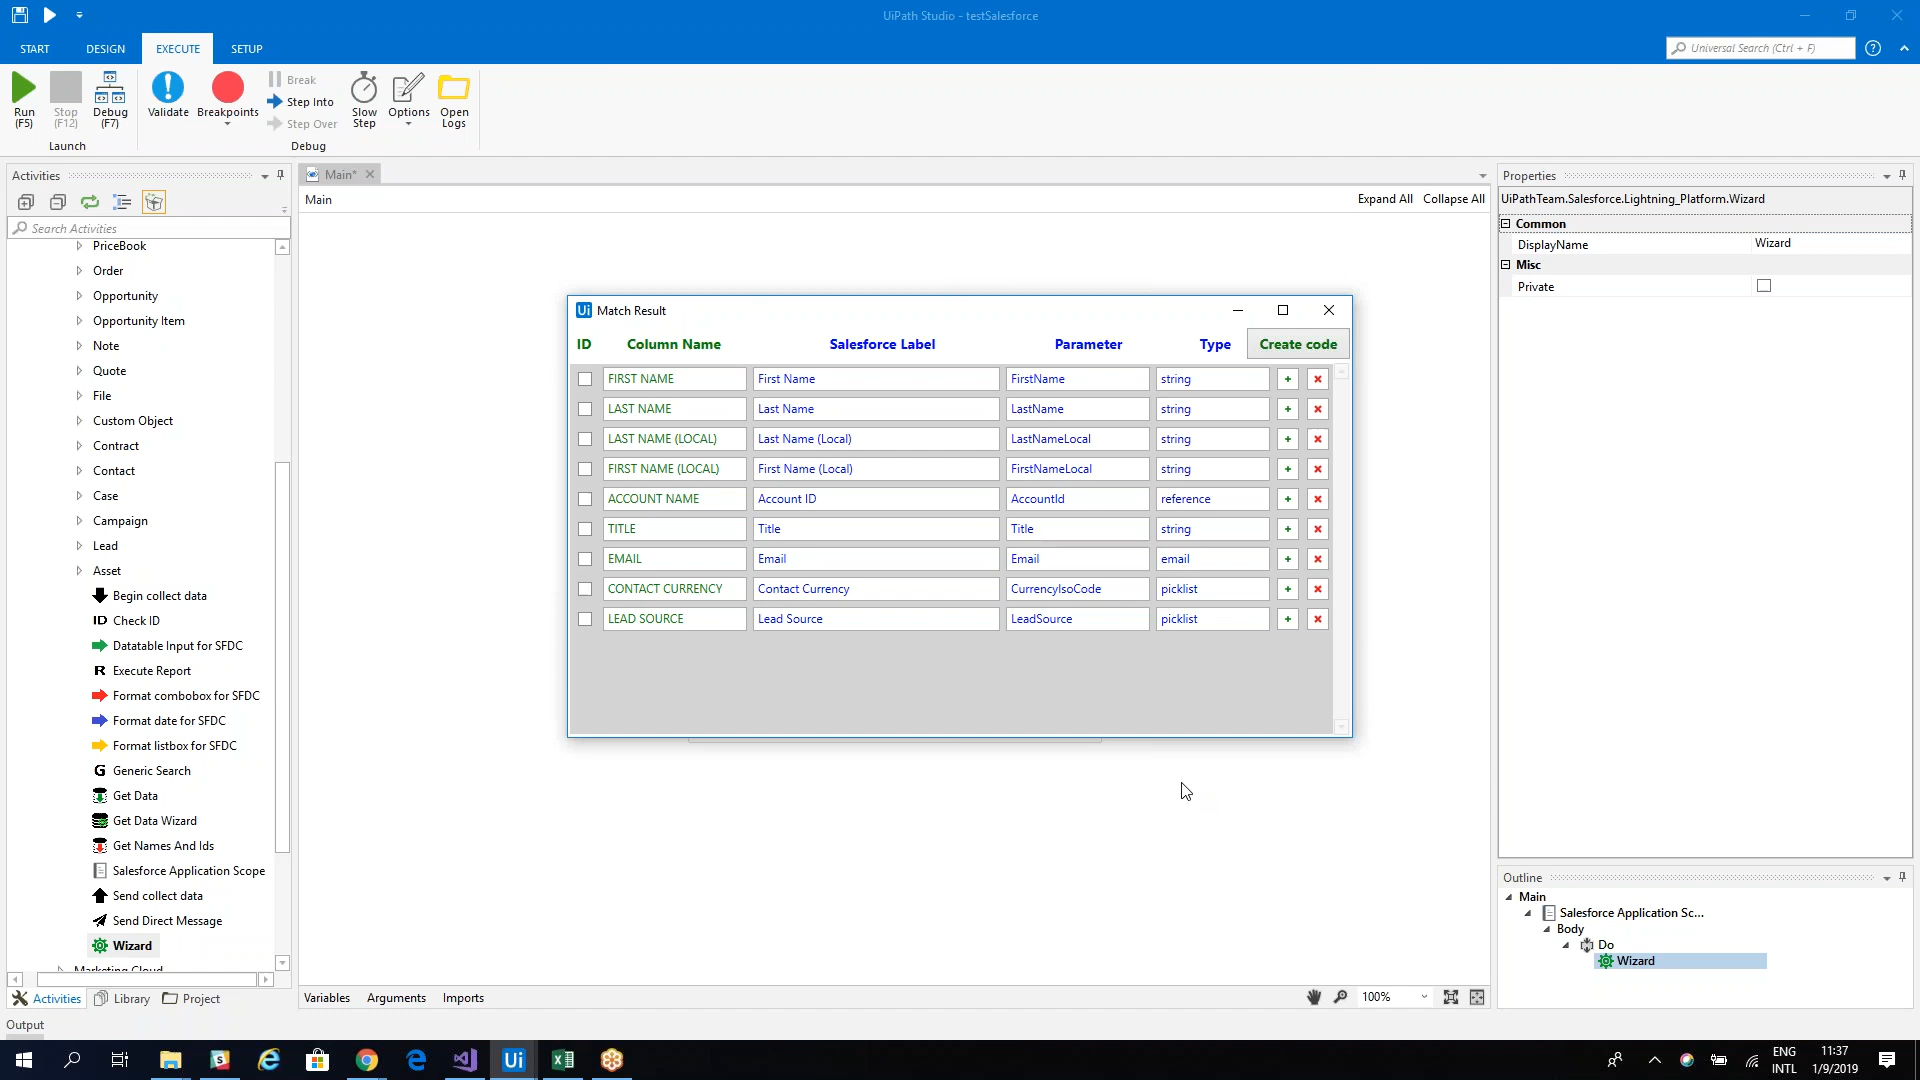 UiPath Studio - testSalesforce
START DESIGN EXECUTE SETUP
Universal Search (Ctrl + F)
Run (F5)
Stop (F12)
Debug (F7)
Launch
Validate
Breakpoints
Break
Step Into
Step Over
Slow Step
Options
Open Logs
Debug
Activities
Search Activities
PriceBook
Order
Opportunity
Opportunity Item
Note
Quote
File
Custom Object
Contract
Contact
Case
Campaign
Lead
Asset
Begin collect data
ID Check ID
Datatable Input for SFDC
R Execute Report
Format combobox for SFDC
Format date for SFDC
Format listbox for SFDC
G Generic Search
Get Data
Get Data Wizard
Get Names And Ids
Salesforce Application Scope
Send collect data
Send Direct Message
Wizard
Marketing Cloud
Activities Library Project
Output
Main*
Main
Expand All Collapse All
Ui Match Result
ID Column Name Salesforce Label Parameter Type Create code
FIRST NAME First Name FirstName string + x
LAST NAME Last Name LastName string + x
LAST NAME (LOCAL) Last Name (Local) LastNameLocal string + x
FIRST NAME (LOCAL) First Name (Local) FirstNameLocal string + x
ACCOUNT NAME Account ID AccountId reference + x
TITLE Title Title string + x
EMAIL Email Email email + x
CONTACT CURRENCY Contact Currency CurrencyIsoCode picklist + x
LEAD SOURCE Lead Source LeadSource picklist + x
Variables Arguments Imports
100%
Properties
UiPathTeam.Salesforce.Lightning_Platform.Wizard
Common
DisplayName Wizard
Misc
Private
Outline
Main
Salesforce Application Sc...
Body
Do
Wizard
Ui
ENG
INTL
11:37
1/9/2019